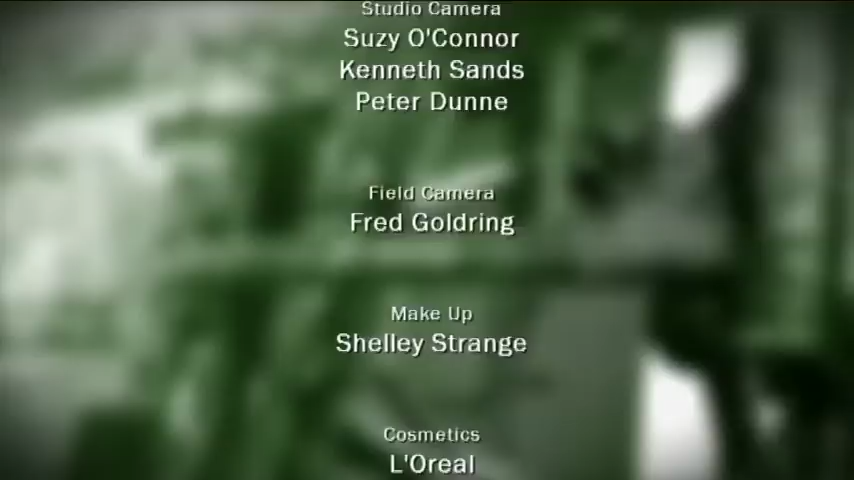 Studio Camera
Suzy O'Connor
Kenneth Sands
Peter Dunne
Field Camera
Fred Goldring
Make Up
Shelley Strange
Cosmetics
L'Oreal